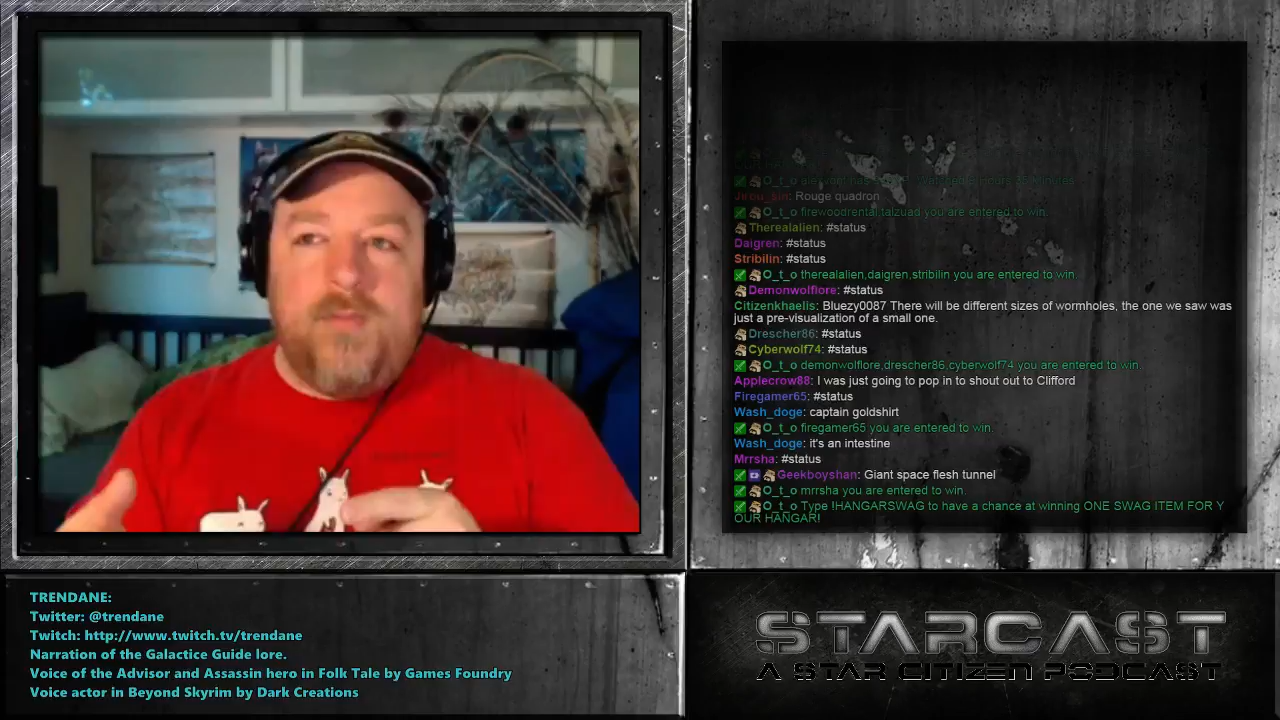 Jirou_sin: Rouge quadron
O_t_o firewoodrental,talzuad you are entered to win.
Therealalien: #status
Daigren: #status
Stribilin: #status
O_t_o therealalien,daigren,stribilin you are entered to win.
Demonwolflore: #status
Citizenkhaelis: Bluezy0087 There will be different sizes of wormholes, the one we saw was
just a pre-visualization of a small one.
Drescher86: #status
Cyberwolf74: #status
O_t_o demonwolflore,drescher86,cyberwolf74 you are entered to win.
Applecrow88: I was just going to pop in to shout out to Clifford
Firegamer65: #status
Wash_doge: captain goldshirt
O_t_o firegamer65 you are entered to win.
Wash_doge: it's an intestine
Mrrsha: #status
Geekboyshan: Giant space flesh tunnel
O_t_o mrrsha you are entered to win.
O_t_o Type !HANGARSWAG to have a chance at winning ONE SWAG ITEM FOR Y
OUR HANGAR!
TRENDANE:
Twitter: @trendane
Twitch: http://www.twitch.tv/trendane
Narration of the Galactice Guide lore.
Voice of the Advisor and Assassin hero in Folk Tale by Games Foundry
Voice actor in Beyond Skyrim by Dark Creations
STARCAST
A STAR CITIZEN PODCAST